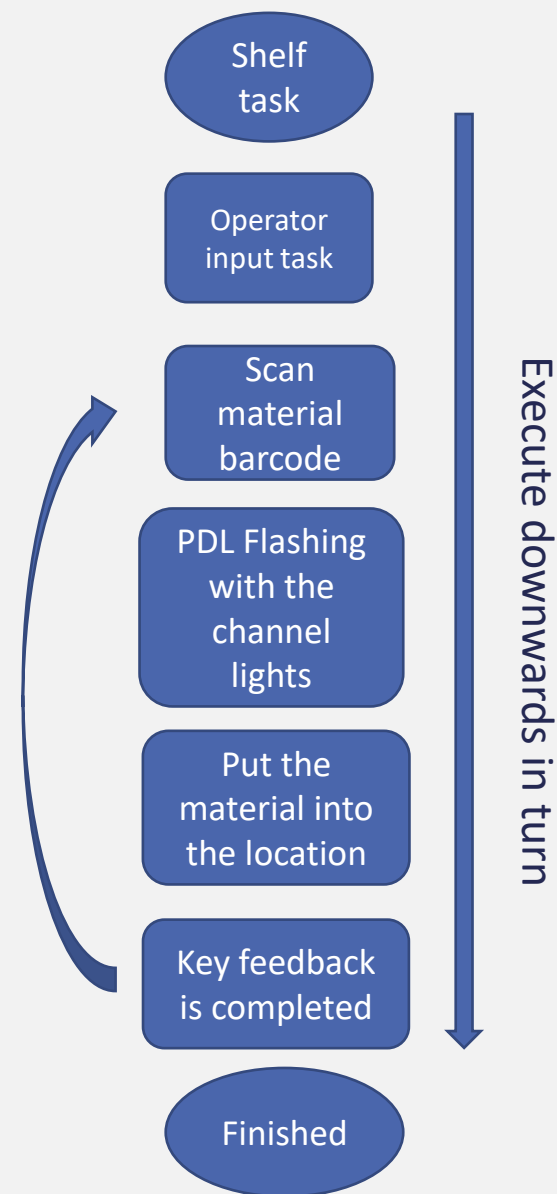 Shelf
task
Operator
input task
Scan
material
barcode
PDL Flashing
with the
channel
lights
Put the
material into
the location
Key feedback
is completed
Finished
Execute downwards in turn